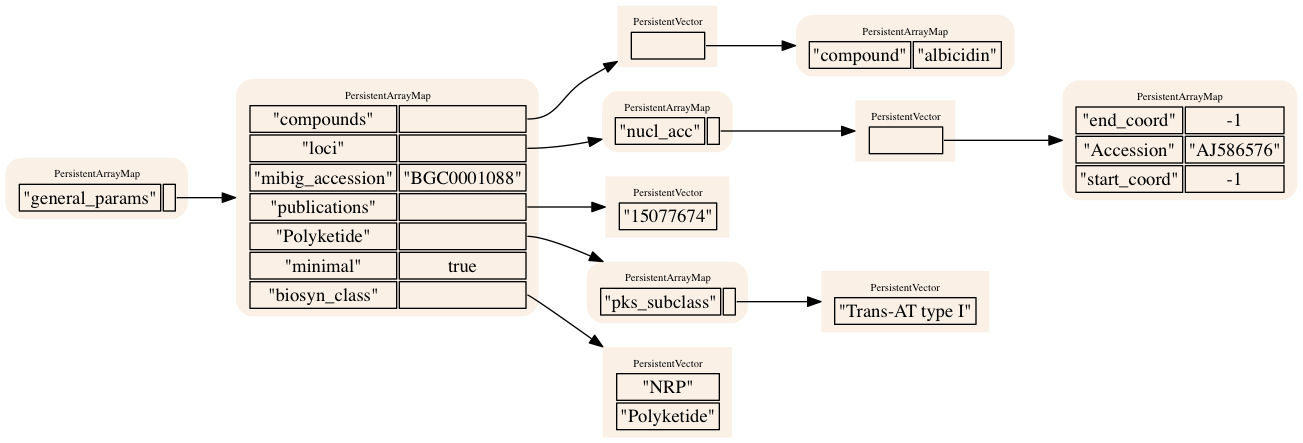 PersistentArrayMap
"general_params"
PersistentArrayMap
"compounds"
"loci"
"mibig_accession" "BGC0001088"
"publications"
"Polyketide"
"minimal" true
"biosyn_class"
PersistentVector
PersistentArrayMap
"compound" "albicidin"
PersistentArrayMap
"nucl_acc"
PersistentVector
PersistentArrayMap
"end_coord" -1
"Accession" "AJ586576"
"start_coord" -1
PersistentVector
"15077674"
PersistentArrayMap
"pks_subclass"
PersistentVector
"Trans-AT type I"
PersistentVector
"NRP"
"Polyketide"